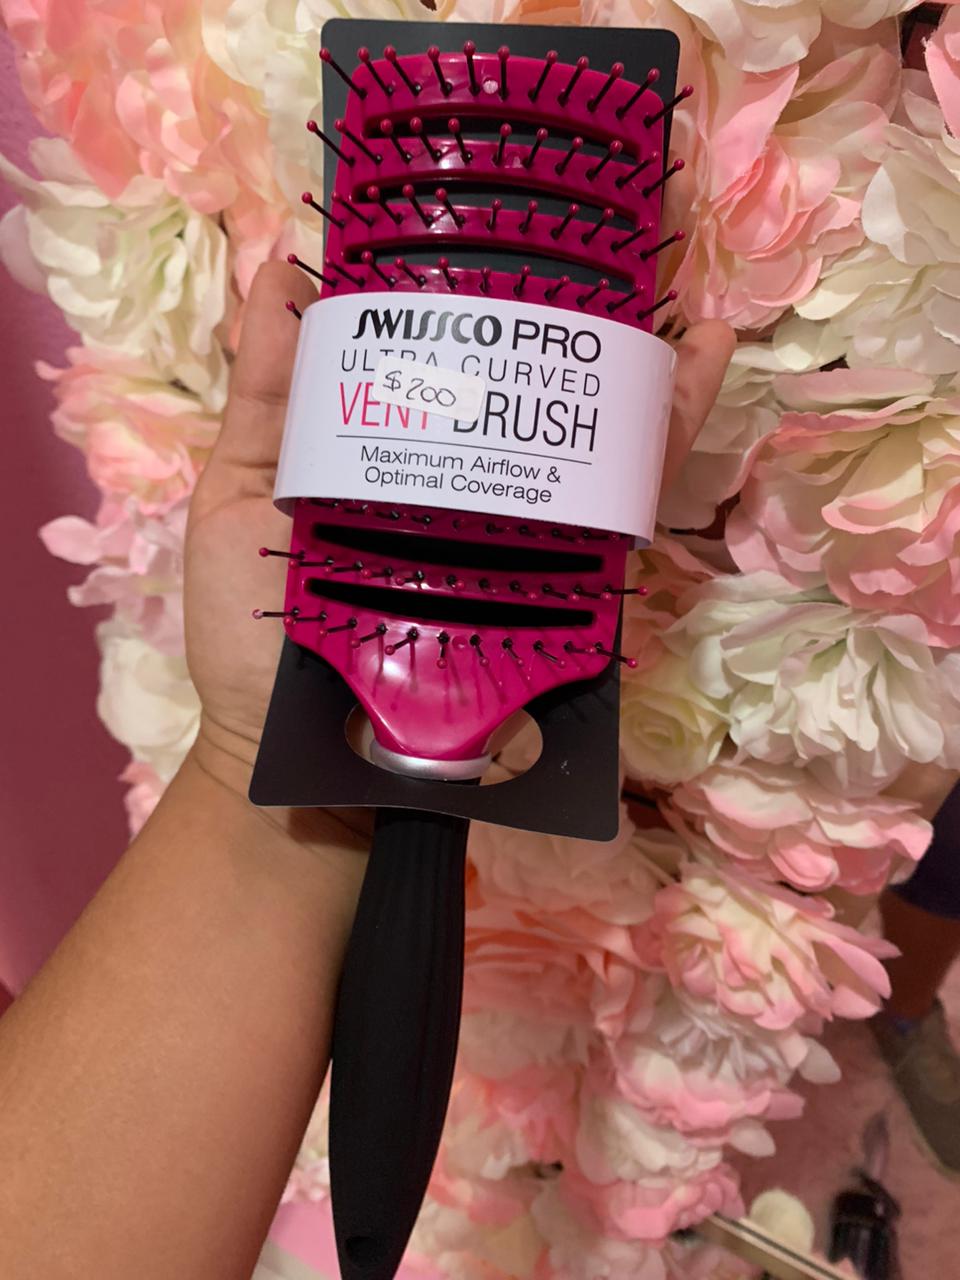 SWISSCO PRO
ULTRA CURVED
$200
VENT BRUSH
Maximum Airflow &
Optimal Coverage